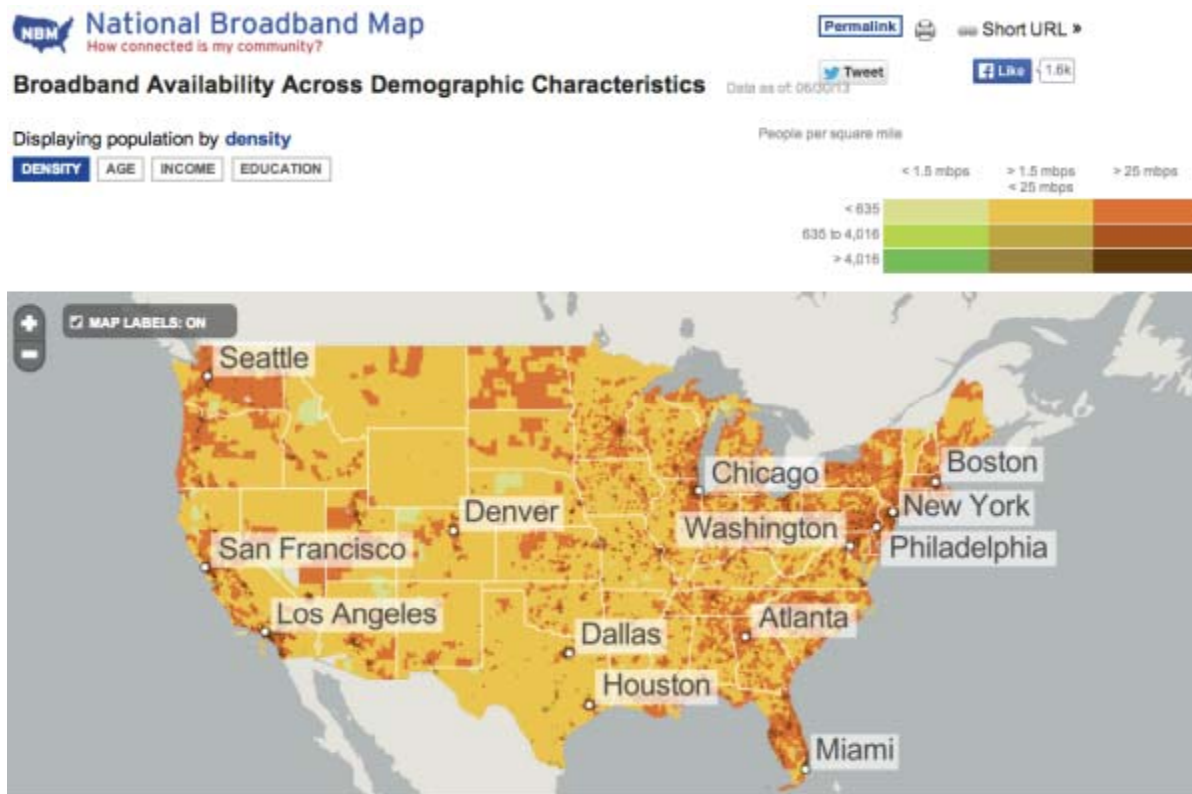 NBM
National Broadband Map
How connected is my community?
Permalink
Short URL »
Tweet
Like
1.6k
Broadband Availability Across Demographic Characteristics
Data as of: 06/30/13
Displaying population by density
DENSITY
AGE
INCOME
EDUCATION
People per square mile
< 1.5 mbps
> 1.5 mbps
< 25 mbps
> 25 mbps
< 635
635 to 4,016
> 4,016
MAP LABELS: ON
Seattle
Chicago
Boston
Denver
New York
Washington
San Francisco
Philadelphia
Los Angeles
Atlanta
Dallas
Houston
Miami